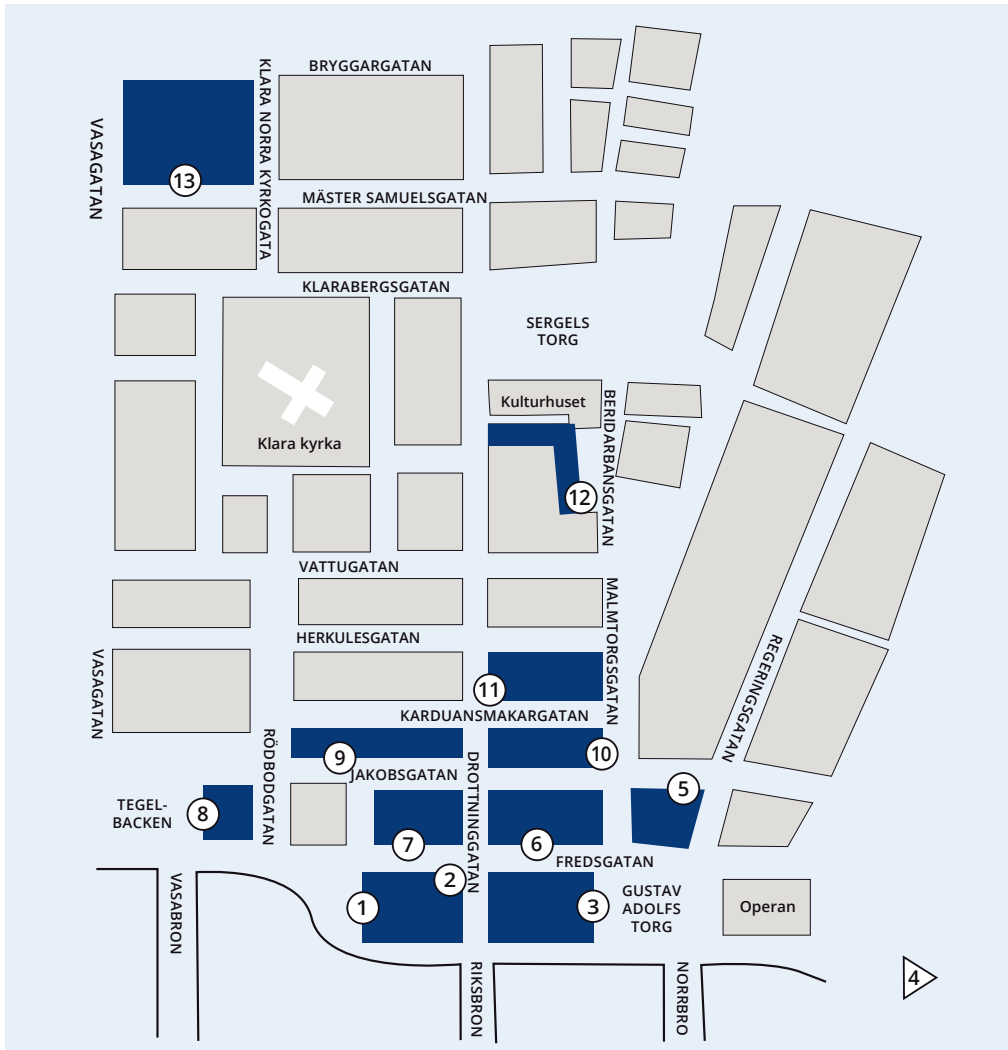 BRYGGARGATAN
KLARA NORRA KYRKOGATA
VASAGATAN
13
MÄSTER SAMUELSGATAN
KLARABERGSGATAN
SERGELS
TORG
Kulturhuset
BERIDARBANSGATAN
Klara kyrka
12
VATTUGATAN
MALMTORGSGATAN
HERKULESGATAN
REGERINGSGATAN
VASAGATAN
11
KARDUANSMAKARGATAN
RÖDBODGATAN
9
DROTTNINGGATAN
10
JAKOBSGATAN
5
TEGEL-
BACKEN
8
7
6
FREDSGATAN
2
VASABRON
1
3
GUSTAV
ADOLFS
TORG
Operan
RIKSBRON
NORRBRO
4